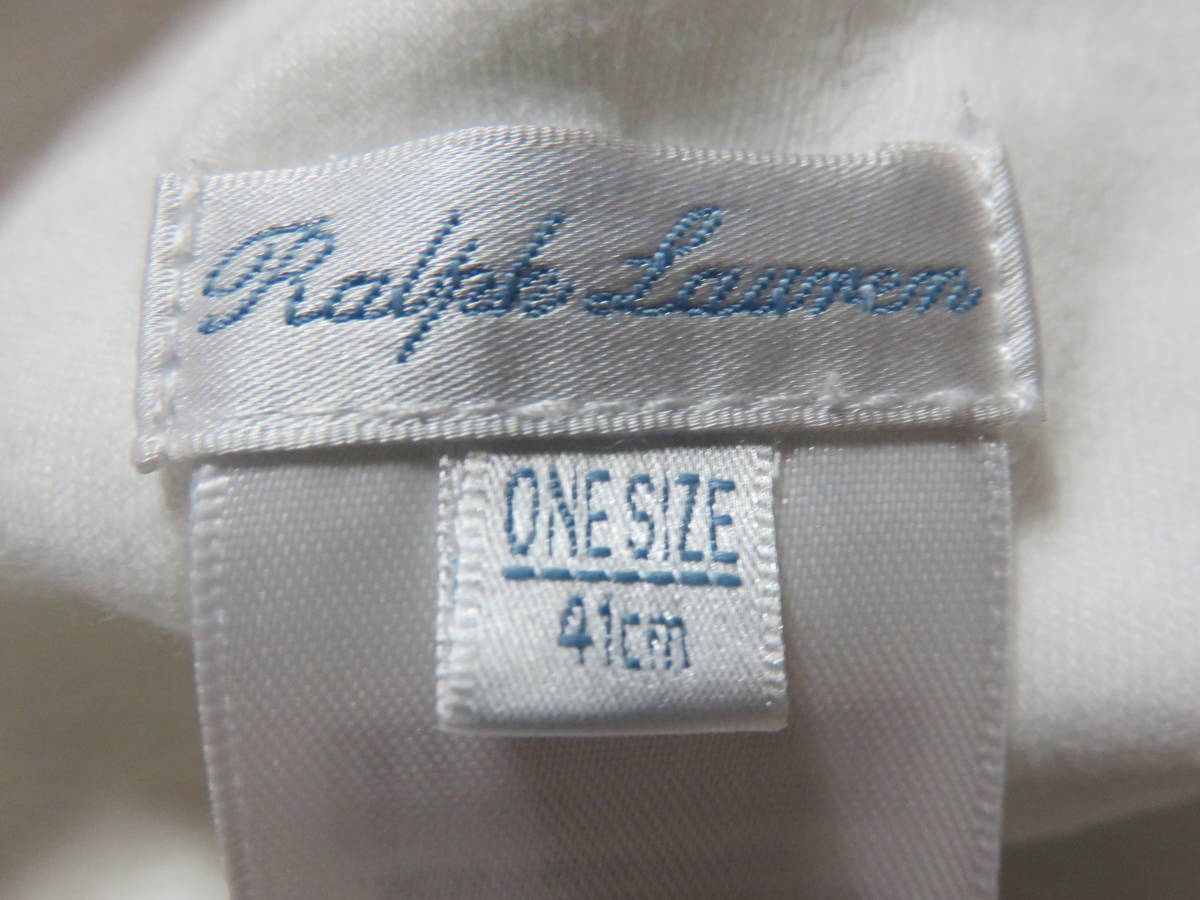 Ralph Lauren
ONE SIZE
41cm